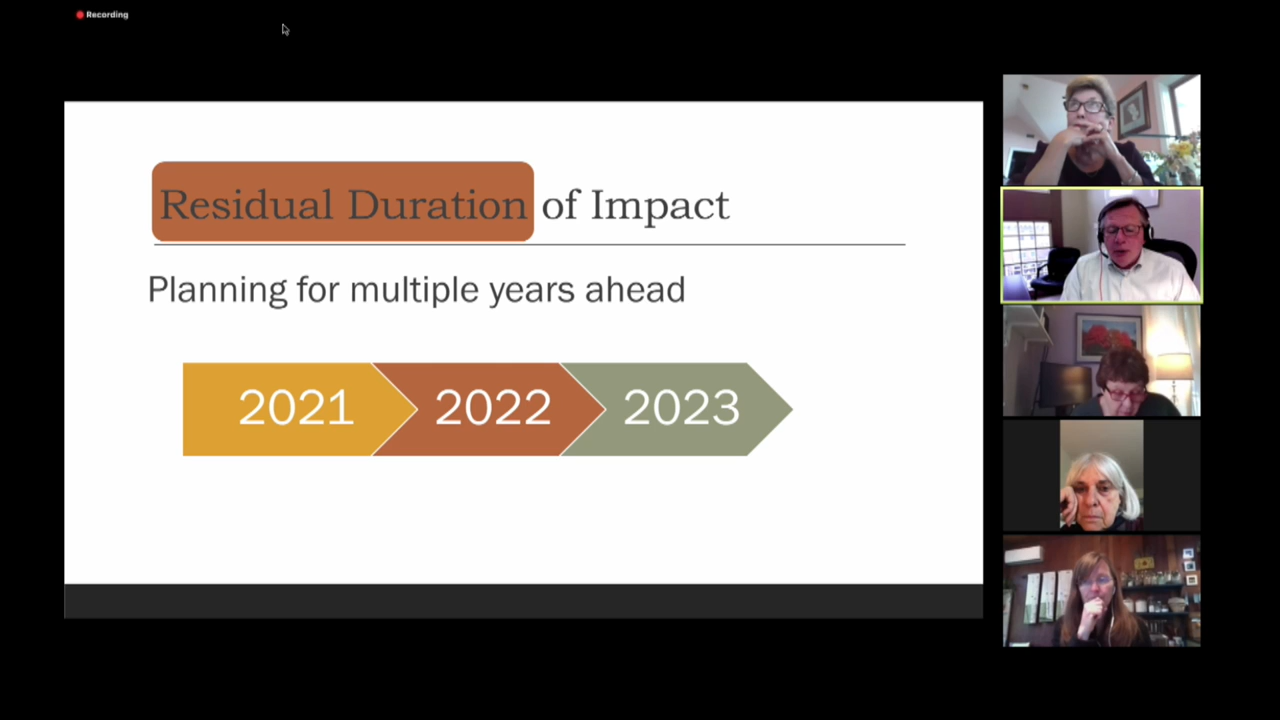 Recording
Residual Duration of Impact
Planning for multiple years ahead
2021 2022 2023